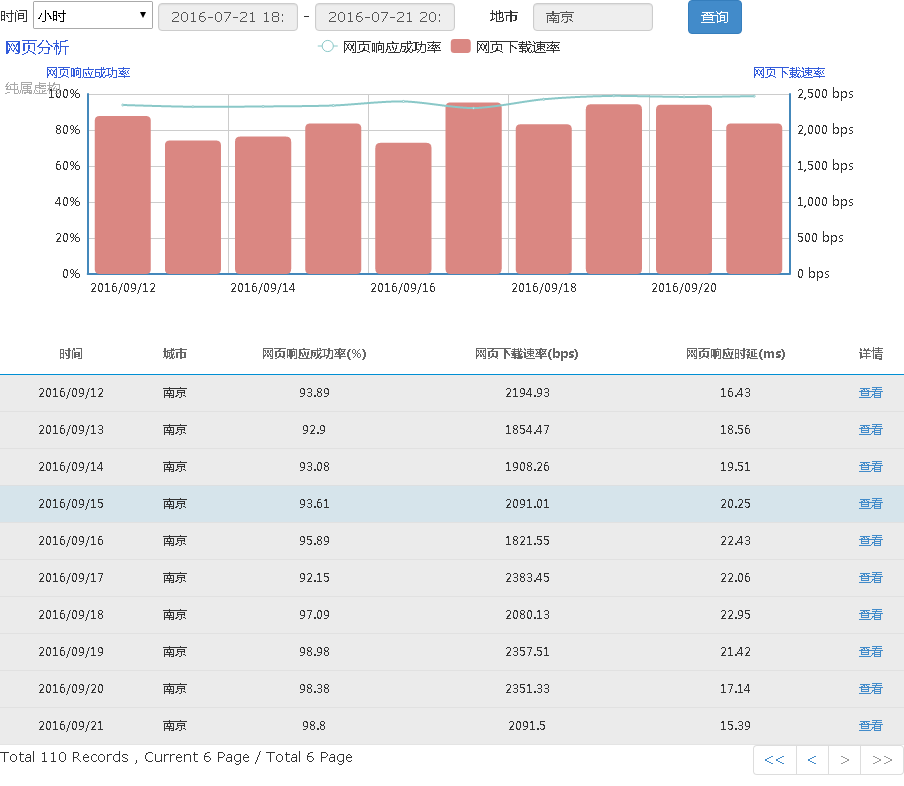 时间 小时 2016-07-21 18: - 2016-07-21 20: 地市 南京 查询
网页分析 网页响应成功率 网页下载速率
网页响应成功率 网页下载速率
纯属虚构
100% 2,500 bps
80% 2,000 bps
60% 1,500 bps
40% 1,000 bps
20% 500 bps
0% 0 bps
2016/09/12 2016/09/14 2016/09/16 2016/09/18 2016/09/20
时间 城市 网页响应成功率(%) 网页下载速率(bps) 网页响应时延(ms) 详情
2016/09/12 南京 93.89 2194.93 16.43 查看
2016/09/13 南京 92.9 1854.47 18.56 查看
2016/09/14 南京 93.08 1908.26 19.51 查看
2016/09/15 南京 93.61 2091.01 20.25 查看
2016/09/16 南京 95.89 1821.55 22.43 查看
2016/09/17 南京 92.15 2383.45 22.06 查看
2016/09/18 南京 97.09 2080.13 22.95 查看
2016/09/19 南京 98.98 2357.51 21.42 查看
2016/09/20 南京 98.38 2351.33 17.14 查看
2016/09/21 南京 98.8 2091.5 15.39 查看
Total 110 Records , Current 6 Page / Total 6 Page << < > >>